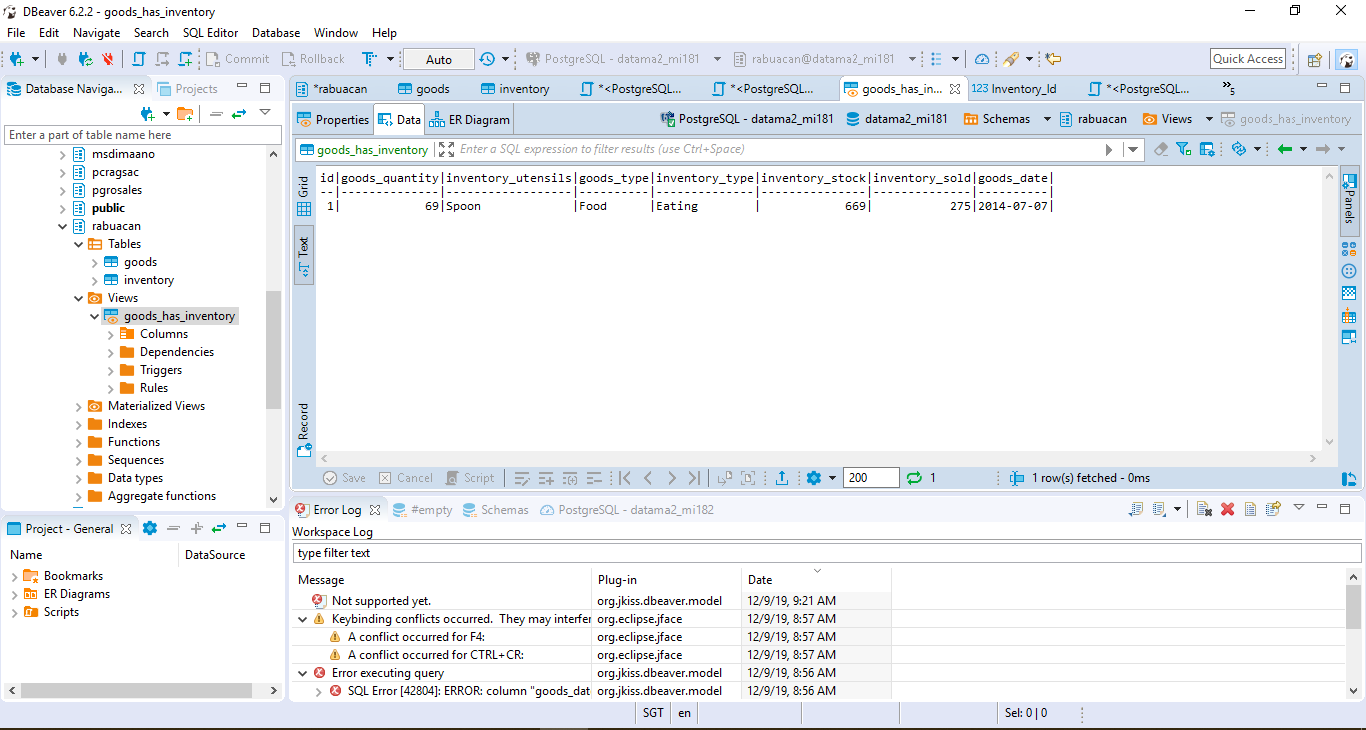 DBeaver 6.2.2 - goods_has_inventory
File Edit Navigate Search SQL Editor Database Window Help
Commit Rollback Auto PostgreSQL - datama2_mi181 rabuacan@datama2_mi181 Quick Access
Database Naviga... Projects
Enter a part of table name here
msdimaano
pcragsac
pgrosales
public
rabuacan
Tables
goods
inventory
Views
goods_has_inventory
Columns
Dependencies
Triggers
Rules
Materialized Views
Indexes
Functions
Sequences
Data types
Aggregate functions
*rabuacan goods inventory *<PostgreSQL... *<PostgreSQL... goods_has_in... 123 Inventory_Id *<PostgreSQL... »5
Properties Data ER Diagram PostgreSQL - datama2_mi181 datama2_mi181 Schemas rabuacan Views goods_has_inventory
goods_has_inventory Enter a SQL expression to filter results (use Ctrl+Space)
Grid
Text
Record
id|goods_quantity|inventory_utensils|goods_type|inventory_type|inventory_stock|inventory_sold|goods_date|
--|--------------|------------------|----------|--------------|---------------|--------------|----------|
1| 69|Spoon |Food |Eating | 669| 275|2014-07-07|
Panels
Save Cancel Script 200 1 1 row(s) fetched - 0ms
Project - General
Name DataSource
Bookmarks
ER Diagrams
Scripts
Error Log #empty Schemas PostgreSQL - datama2_mi182
Workspace Log
type filter text
Message Plug-in Date
Not supported yet. org.jkiss.dbeaver.model 12/9/19, 9:21 AM
Keybinding conflicts occurred. They may interfer org.eclipse.jface 12/9/19, 8:57 AM
A conflict occurred for F4: org.eclipse.jface 12/9/19, 8:57 AM
A conflict occurred for CTRL+CR: org.eclipse.jface 12/9/19, 8:57 AM
Error executing query org.jkiss.dbeaver.model 12/9/19, 8:56 AM
SQL Error [42804]: ERROR: column "goods_dat org.jkiss.dbeaver.model 12/9/19, 8:56 AM
SGT en Sel: 0 | 0